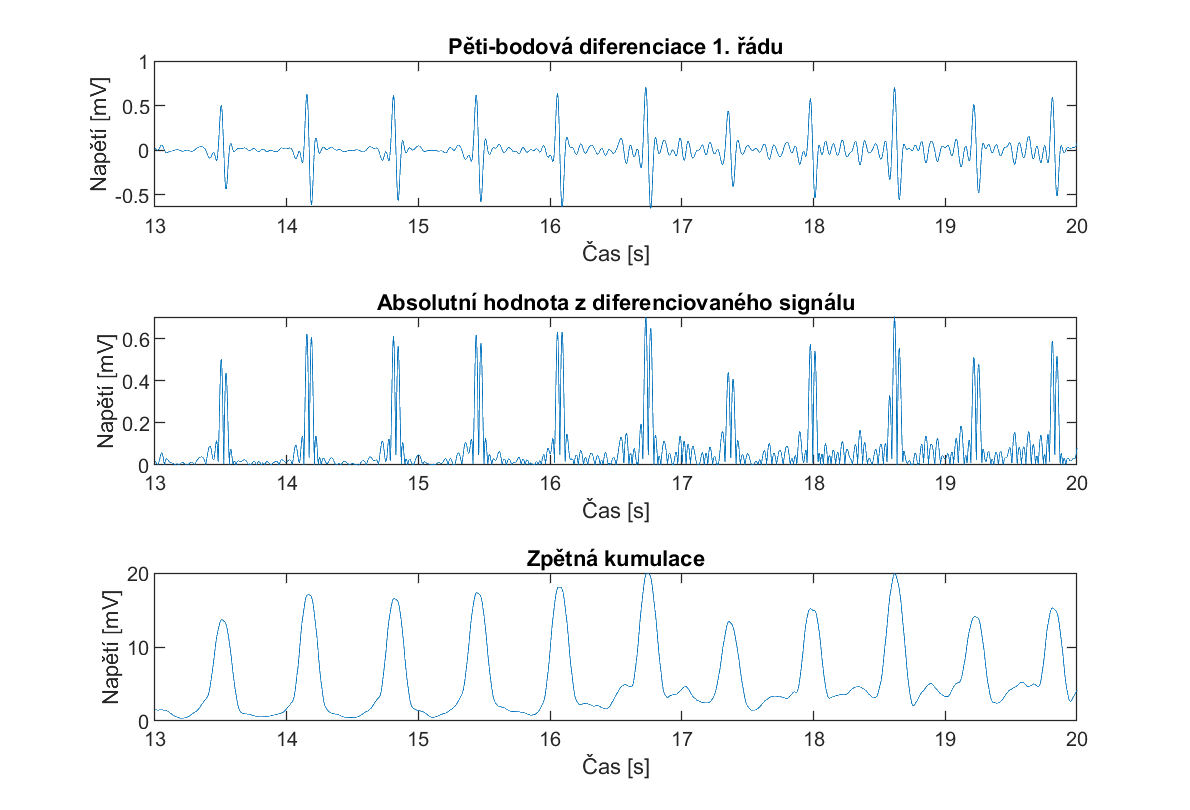 Pěti-bodová diferenciace 1. řádu
Napětí [mV]
1
0.5
0
-0.5
13 14 15 16 17 18 19 20
Čas [s]
Absolutní hodnota z diferenciovaného signálu
Napětí [mV]
0.6
0.4
0.2
0
13 14 15 16 17 18 19 20
Čas [s]
Zpětná kumulace
Napětí [mV]
20
10
0
13 14 15 16 17 18 19 20
Čas [s]